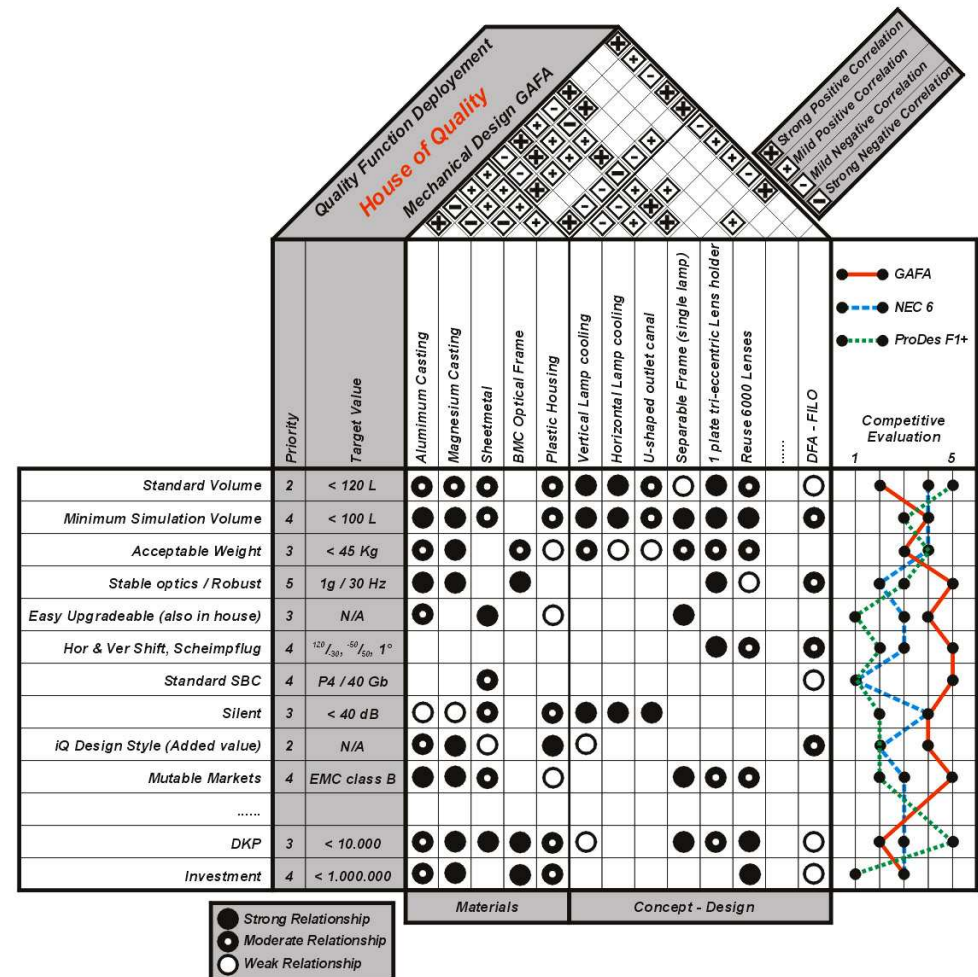 Quality Function Deployement
House of Quality
Mechanical Design GAFA
Strong Positive Correlation
Mild Positive Correlation
Mild Negative Correlation
Strong Negative Correlation
GAFA
NEC 6
ProDes F1+
Priority
Target Value
Alumimum Casting
Magnesium Casting
Sheetmetal
BMC Optical Frame
Plastic Housing
Vertical Lamp cooling
Horizontal Lamp cooling
U-shaped outlet canal
Separable Frame (single lamp)
1 plate tri-eccentric Lens holder
Reuse 6000 Lenses
......
DFA - FILO
Competitive
Evaluation
1 5
Standard Volume 2 < 120 L
Minimum Simulation Volume 4 < 100 L
Acceptable Weight 3 < 45 Kg
Stable optics / Robust 5 1g / 30 Hz
Easy Upgradeable (also in house) 3 N/A
Hor & Ver Shift, Scheimpflug 4 120/-30, -50/50, 1°
Standard SBC 4 P4 / 40 Gb
Silent 3 < 40 dB
iQ Design Style (Added value) 2 N/A
Mutable Markets 4 EMC class B
......
DKP 3 < 10.000
Investment 4 < 1.000.000
Materials Concept - Design
Strong Relationship
Moderate Relationship
Weak Relationship